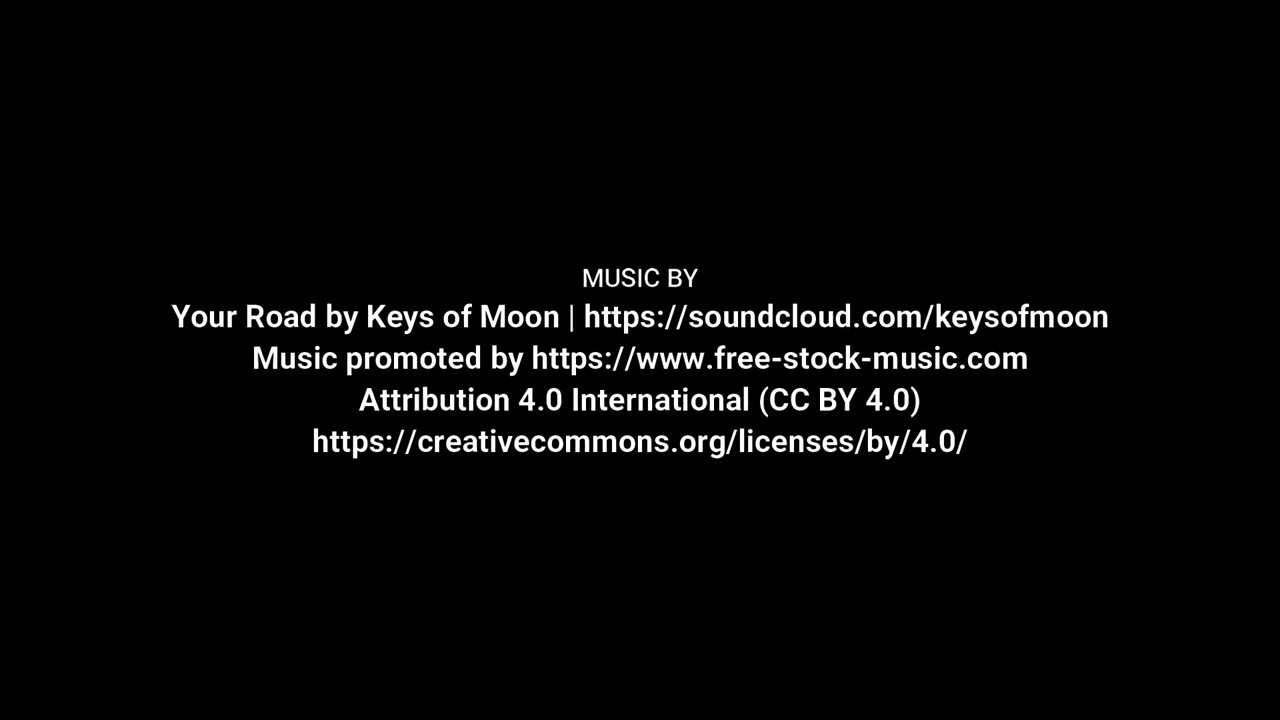 MUSIC BY
Your Road by Keys of Moon | https://soundcloud.com/keysofmoon
Music promoted by https://www.free-stock-music.com
Attribution 4.0 International (CC BY 4.0)
https://creativecommons.org/licenses/by/4.0/